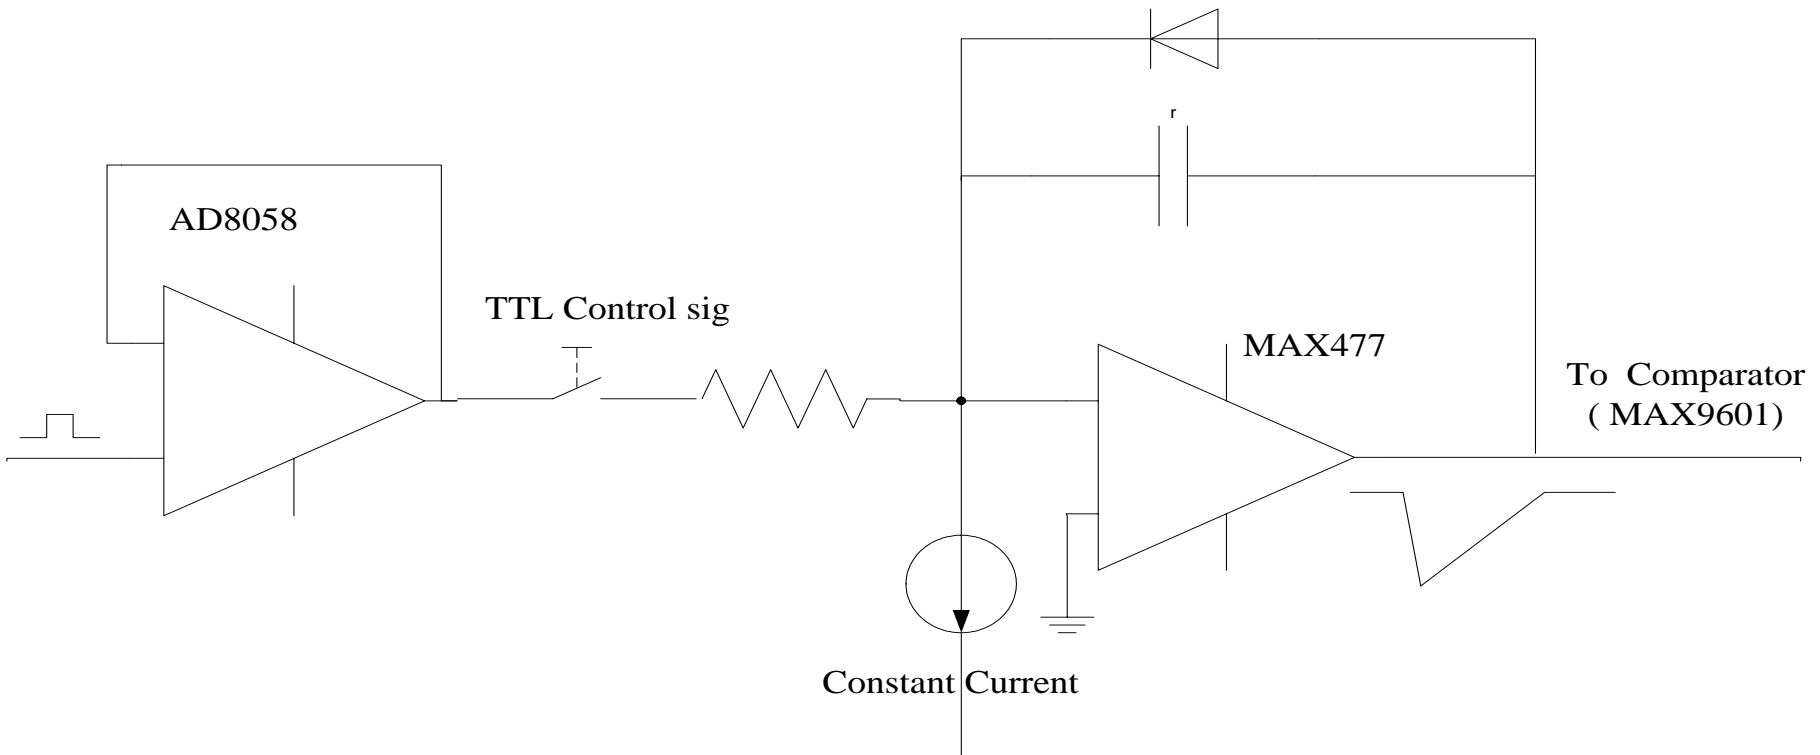 r
AD8058
TTL Control sig
MAX477
To Comparator
( MAX9601)
Constant Current